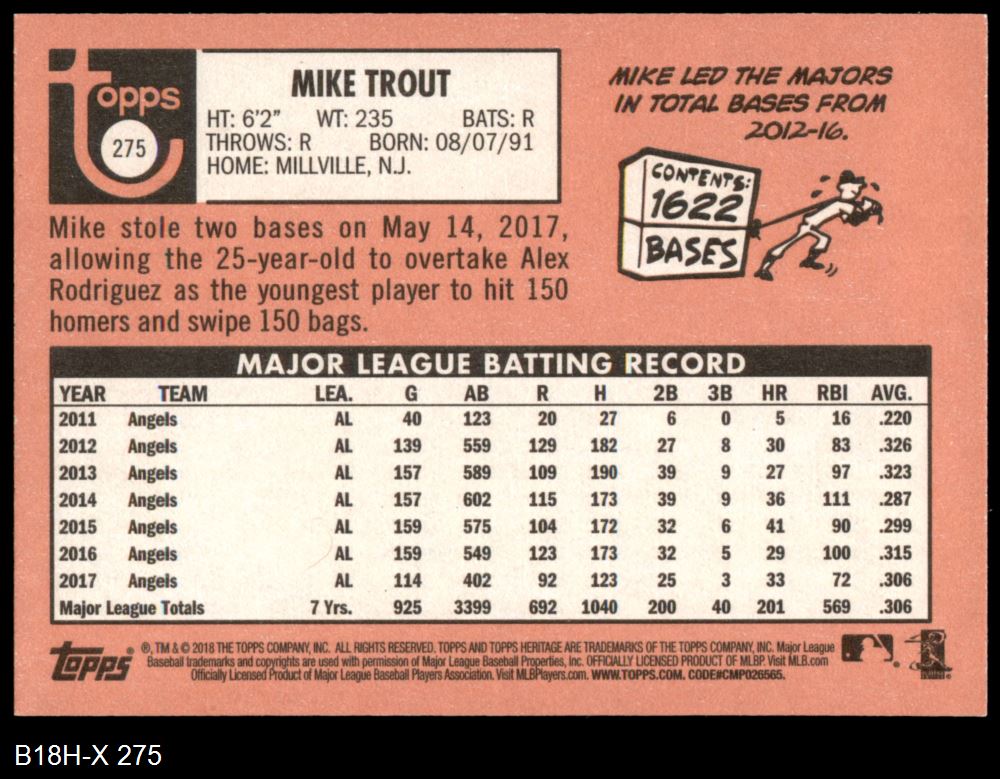 topps
275
MIKE TROUT
HT: 6'2" WT: 235 BATS: R
THROWS: R BORN: 08/07/91
HOME: MILLVILLE, N.J.
MIKE LED THE MAJORS
IN TOTAL BASES FROM
2012-16.
CONTENTS:
1622
BASES
Mike stole two bases on May 14, 2017,
allowing the 25-year-old to overtake Alex
Rodriguez as the youngest player to hit 150
homers and swipe 150 bags.
MAJOR LEAGUE BATTING RECORD
YEAR TEAM LEA. G AB R H 2B 3B HR RBI AVG.
2011 Angels AL 40 123 20 27 6 0 5 16 .220
2012 Angels AL 139 559 129 182 27 8 30 83 .326
2013 Angels AL 157 589 109 190 39 9 27 97 .323
2014 Angels AL 157 602 115 173 39 9 36 111 .287
2015 Angels AL 159 575 104 172 32 6 41 90 .299
2016 Angels AL 159 549 123 173 32 5 29 100 .315
2017 Angels AL 114 402 92 123 25 3 33 72 .306
Major League Totals 7 Yrs. 925 3399 692 1040 200 40 201 569 .306
topps
®, TM & © 2018 THE TOPPS COMPANY, INC. ALL RIGHTS RESERVED. TOPPS AND TOPPS HERITAGE ARE TRADEMARKS OF THE TOPPS COMPANY, INC. Major League
Baseball trademarks and copyrights are used with permission of Major League Baseball Properties, Inc. OFFICIALLY LICENSED PRODUCT OF MLBP. Visit MLB.com
Officially Licensed Product of Major League Baseball Players Association. Visit MLBPlayers.com. WWW.TOPPS.COM. CODE#CMP026565.
B18H-X 275